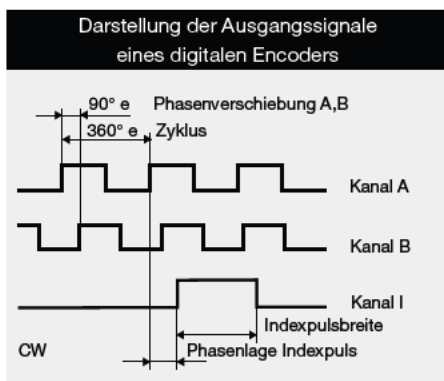 Darstellung der Ausgangssignale
eines digitalen Encoders
90° e Phasenverschiebung A,B
360° e Zyklus
Kanal A
Kanal B
Kanal I
Indexpulsbreite
CW Phasenlage Indexpuls